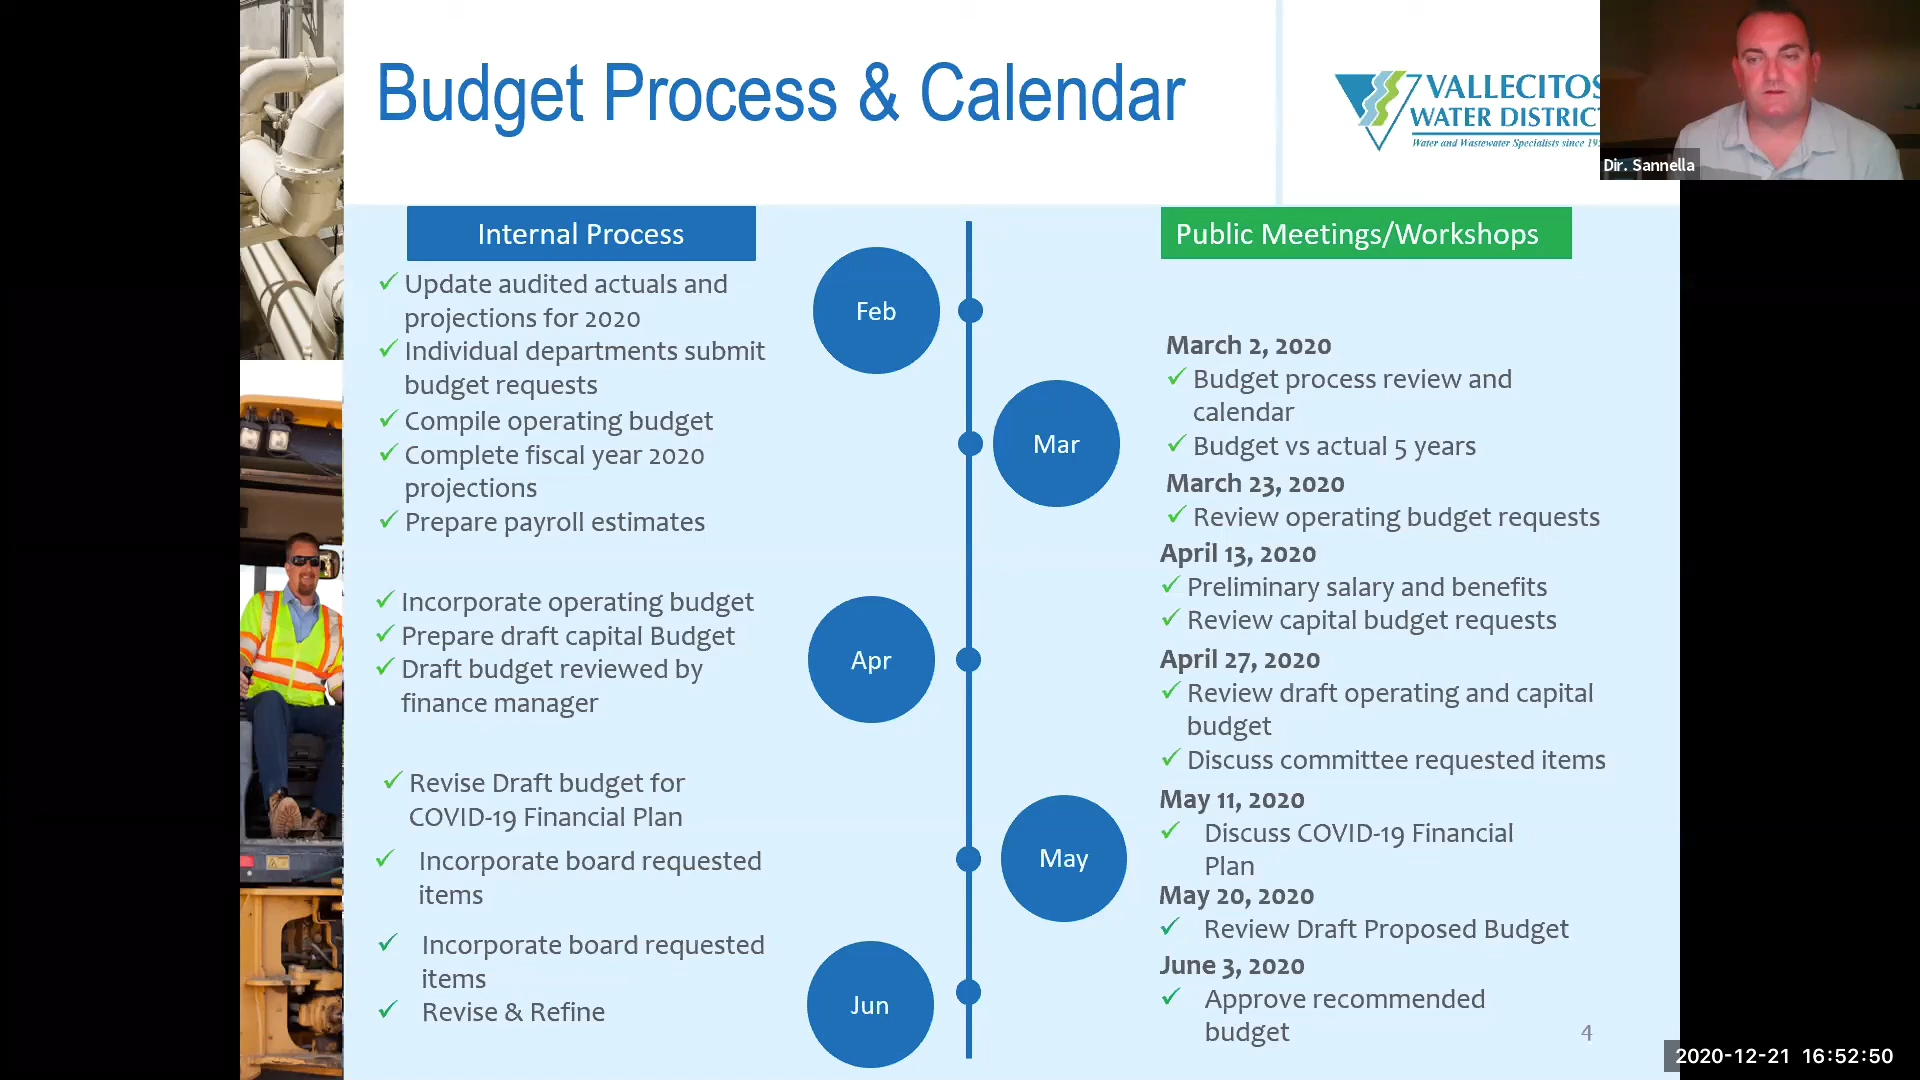 Budget Process & Calendar
VALLECITOS
WATER DISTRIC
Water and Wastewater Specialists since 19
Dir. Sannella
Internal Process
✓ Update audited actuals and
projections for 2020
✓ Individual departments submit
budget requests
✓ Compile operating budget
✓ Complete fiscal year 2020
projections
✓ Prepare payroll estimates
✓ Incorporate operating budget
✓ Prepare draft capital Budget
✓ Draft budget reviewed by
finance manager
✓ Revise Draft budget for
COVID-19 Financial Plan
✓ Incorporate board requested
items
✓ Incorporate board requested
items
✓ Revise & Refine
Feb
Mar
Apr
May
Jun
Public Meetings/Workshops
March 2, 2020
✓ Budget process review and
calendar
✓ Budget vs actual 5 years
March 23, 2020
✓ Review operating budget requests
April 13, 2020
✓ Preliminary salary and benefits
✓ Review capital budget requests
April 27, 2020
✓ Review draft operating and capital
budget
✓ Discuss committee requested items
May 11, 2020
✓ Discuss COVID-19 Financial
Plan
May 20, 2020
✓ Review Draft Proposed Budget
June 3, 2020
✓ Approve recommended
budget
4
2020-12-21 16:52:50